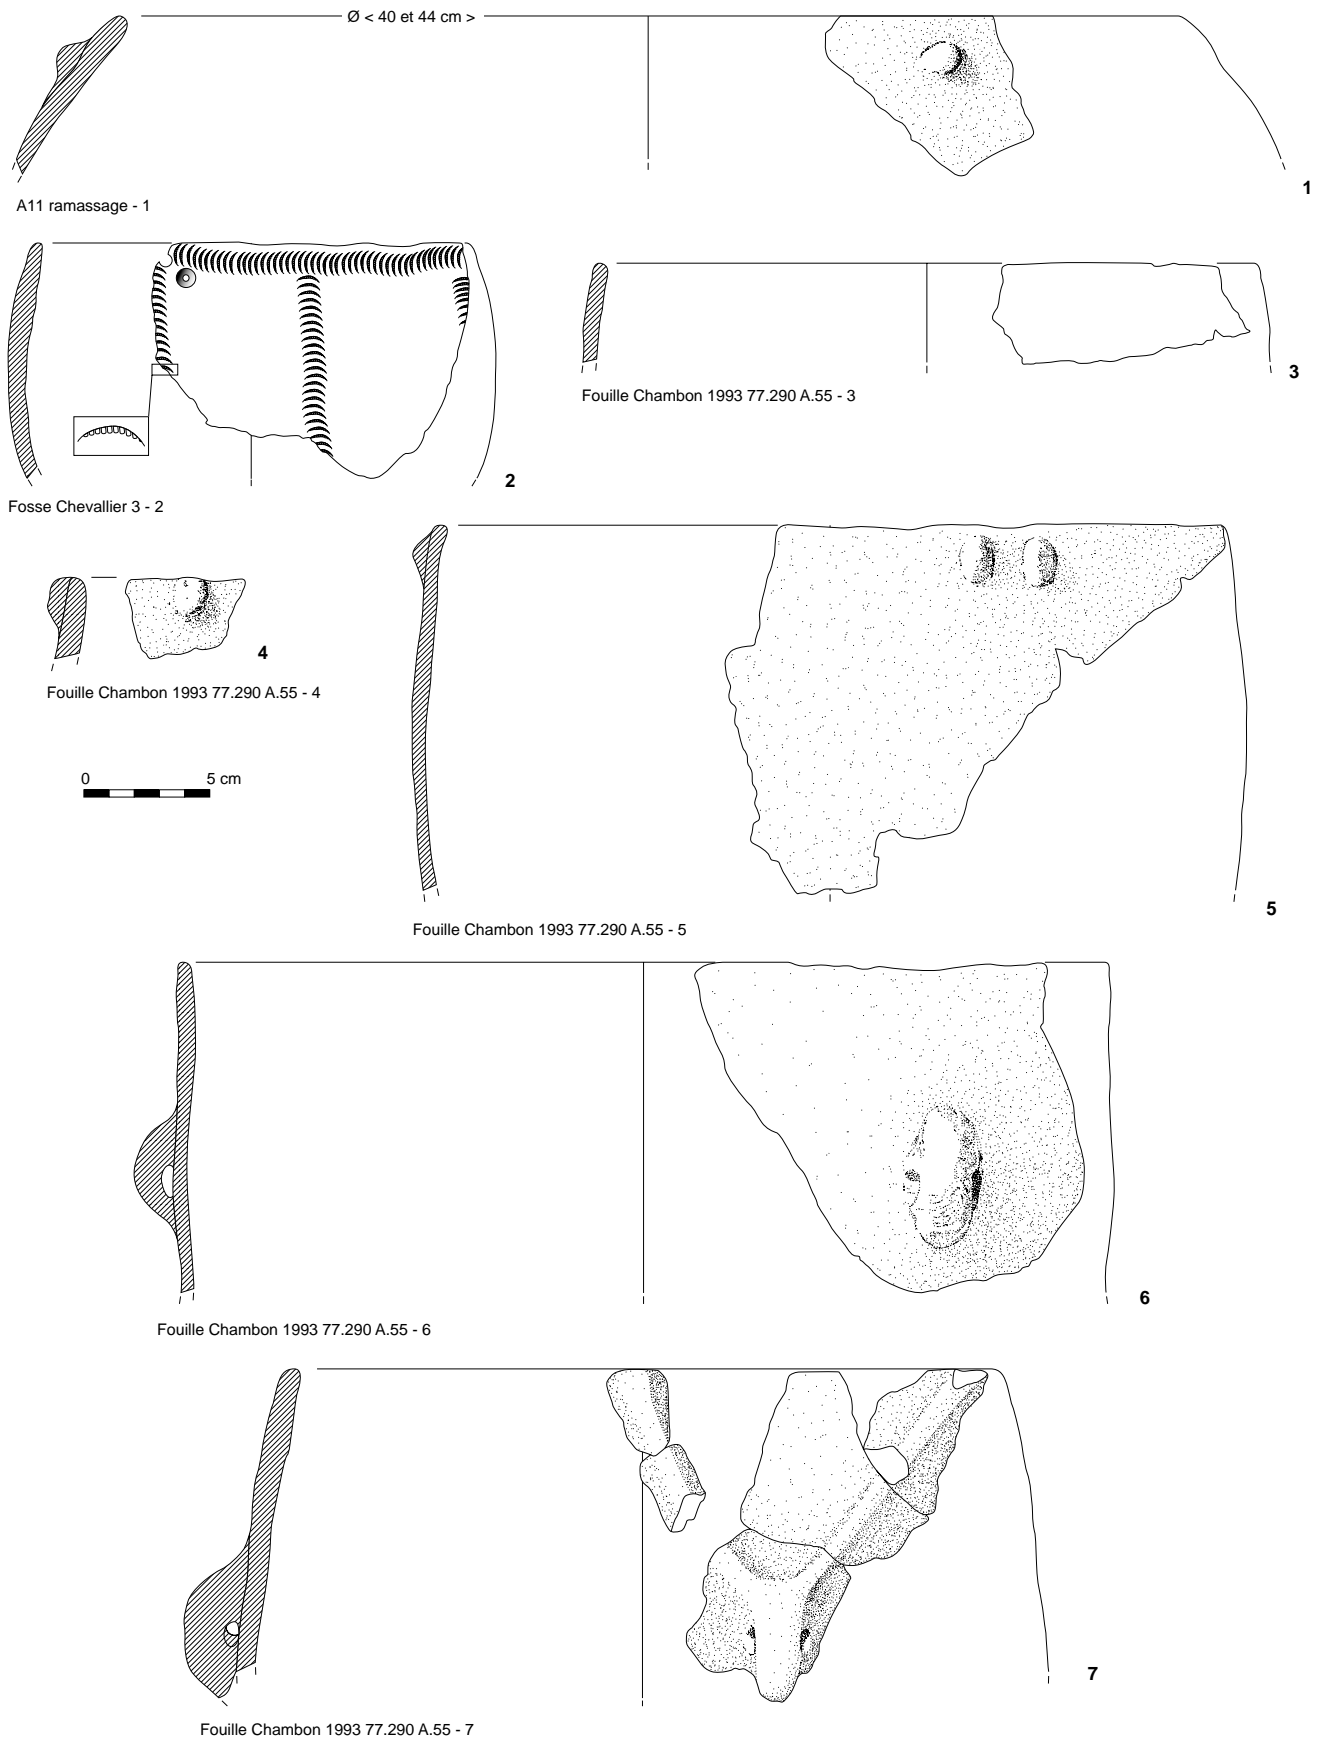 Ø < 40 et 44 cm >
1
A11 ramassage - 1
2
Fosse Chevallier 3 - 2
3
Fouille Chambon 1993 77.290 A.55 - 3
4
Fouille Chambon 1993 77.290 A.55 - 4
0 5 cm
5
Fouille Chambon 1993 77.290 A.55 - 5
6
Fouille Chambon 1993 77.290 A.55 - 6
7
Fouille Chambon 1993 77.290 A.55 - 7